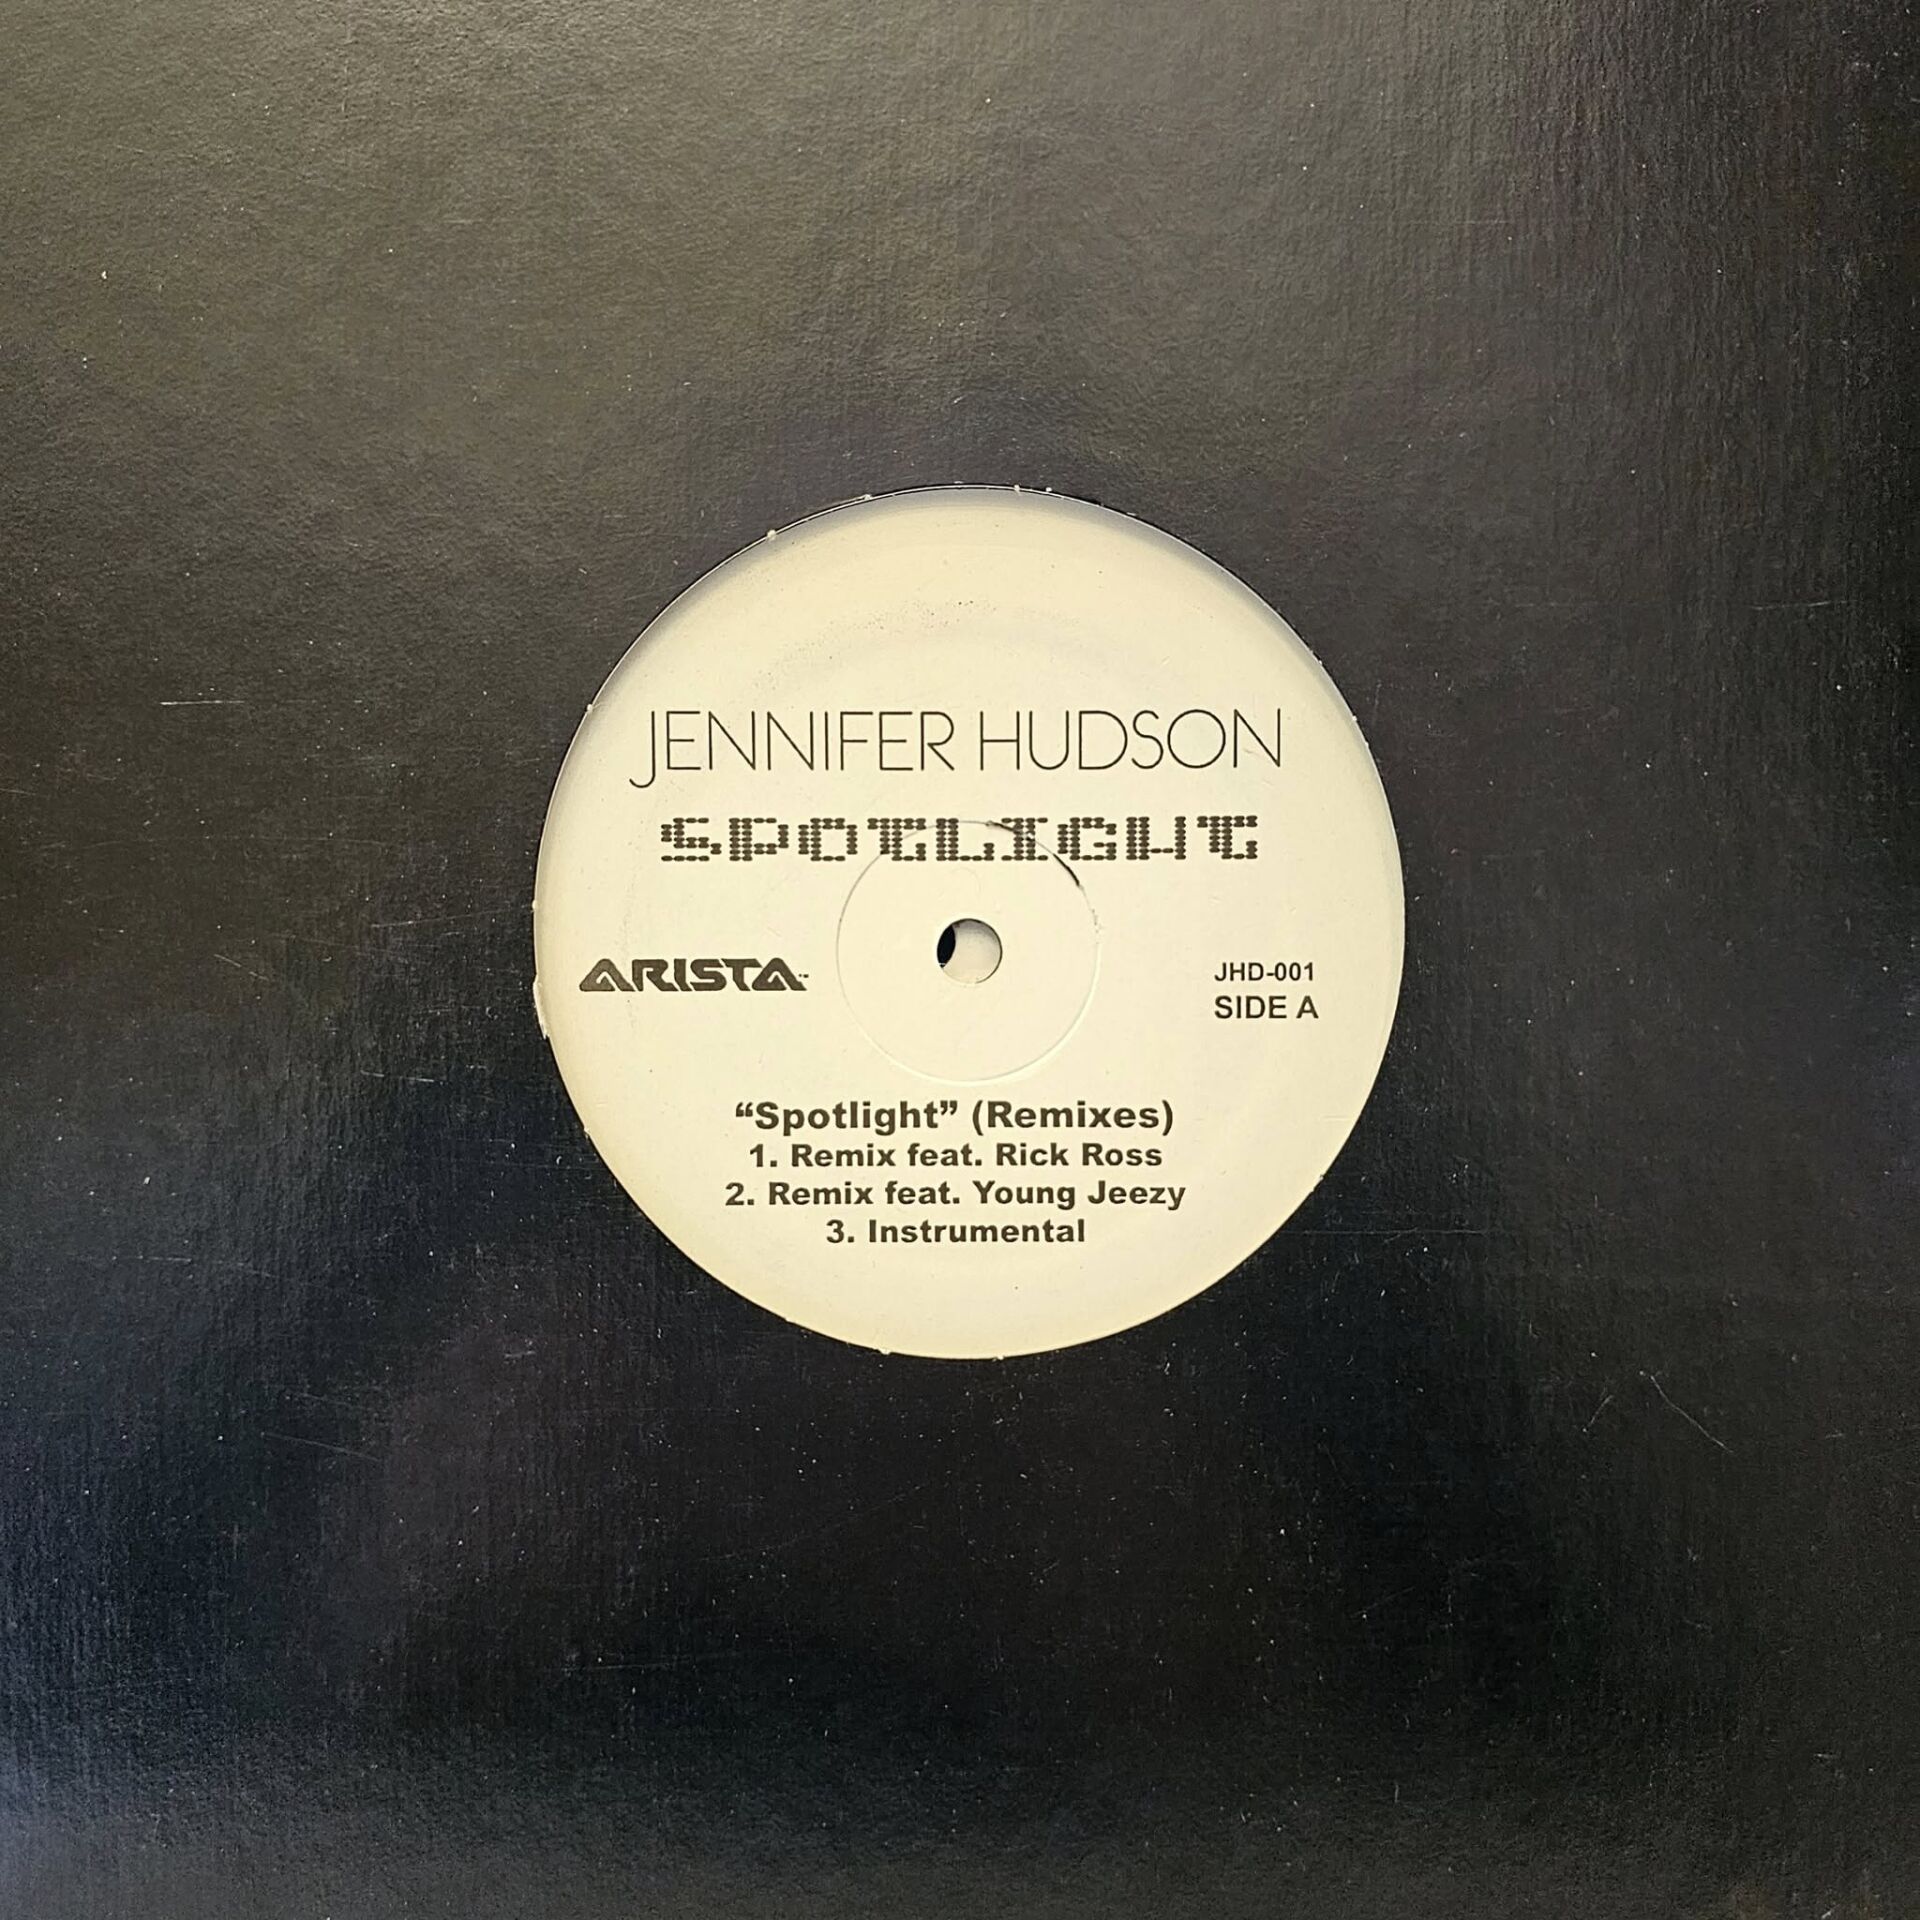 JENNIFER HUDSON
SPOTLIGHT
ARISTA™
JHD-001
SIDE A
“Spotlight” (Remixes)
1. Remix feat. Rick Ross
2. Remix feat. Young Jeezy
3. Instrumental